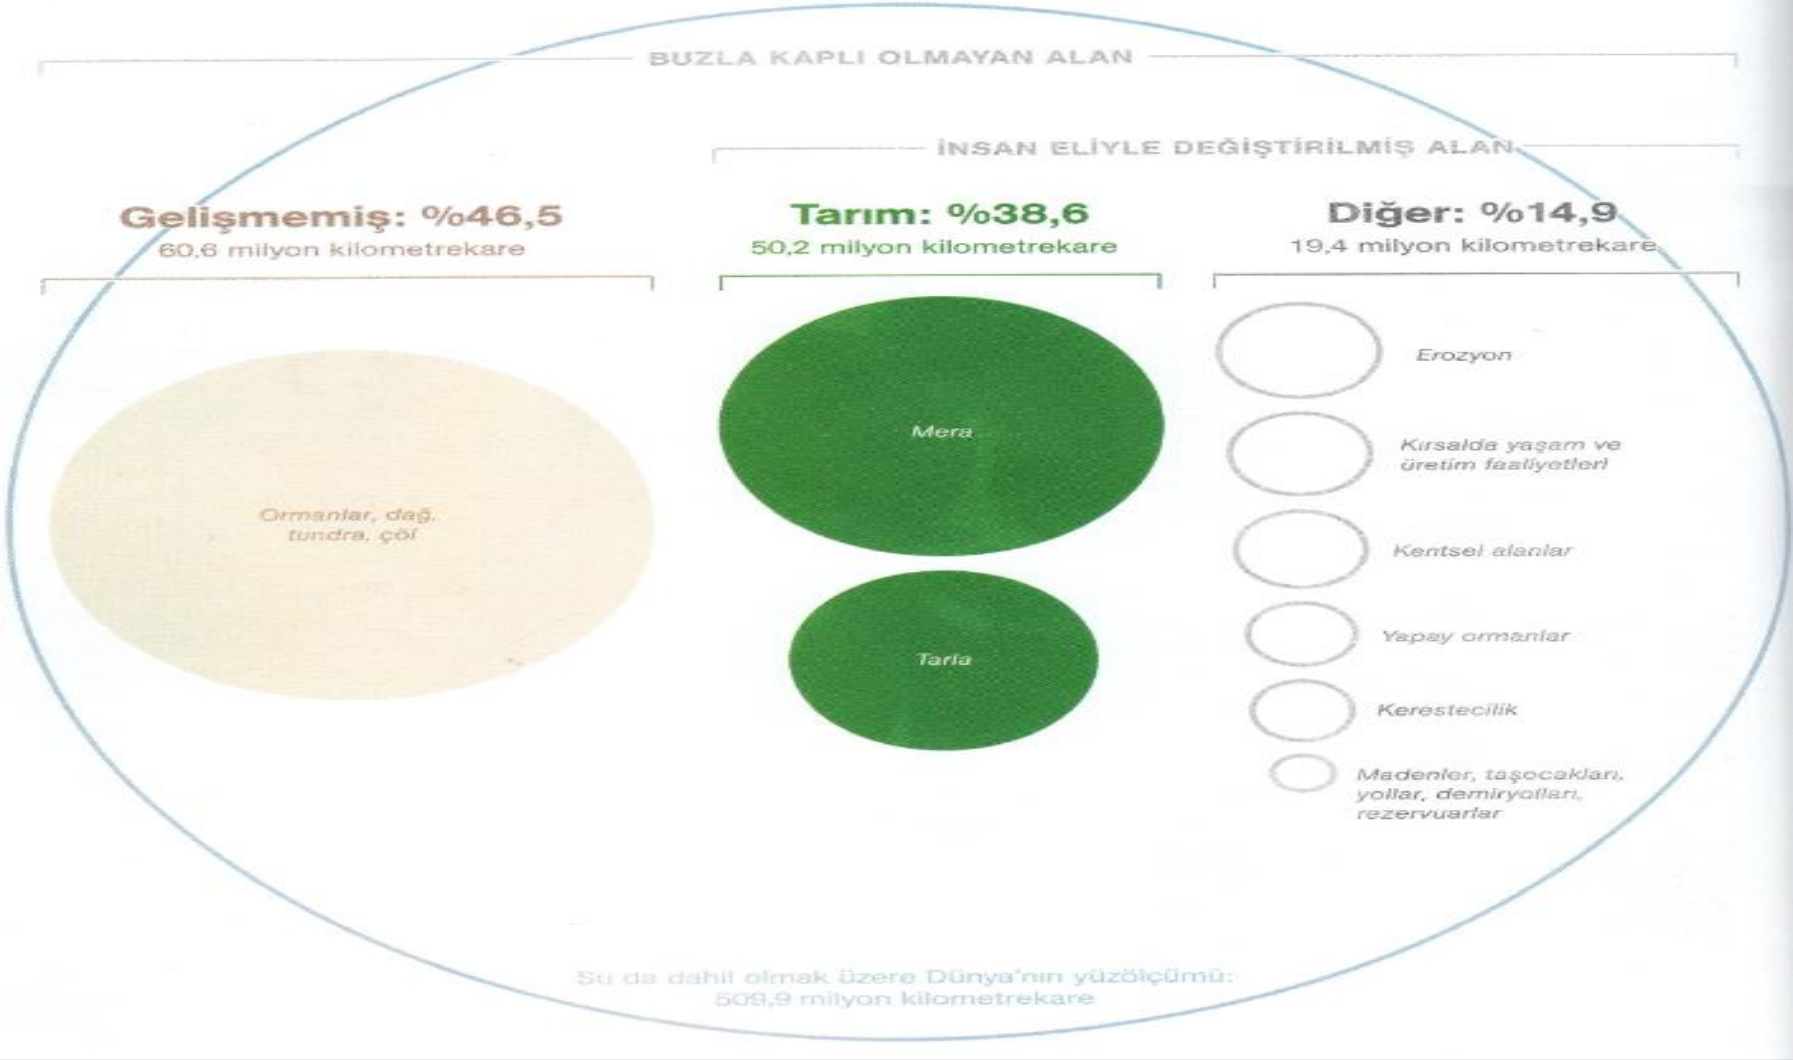 BUZLA KAPLI OLMAYAN ALAN
İNSAN ELİYLE DEĞİŞTİRİLMİŞ ALAN
Gelişmemiş: %46,5
60,6 milyon kilometrekare
Tarım: %38,6
50,2 milyon kilometrekare
Diğer: %14,9
19,4 milyon kilometrekare
Ormanlar, dağ,
tundra, çöl
Mera
Tarla
Erozyon
Kırsalda yaşam ve
üretim faaliyetleri
Kentsel alanlar
Yapay ormanlar
Kerestecilik
Madenler, taşocakları,
yollar, demiryolları,
rezervuarlar
Su da dahil olmak üzere Dünya'nın yüzölçümü:
509,9 milyon kilometrekare